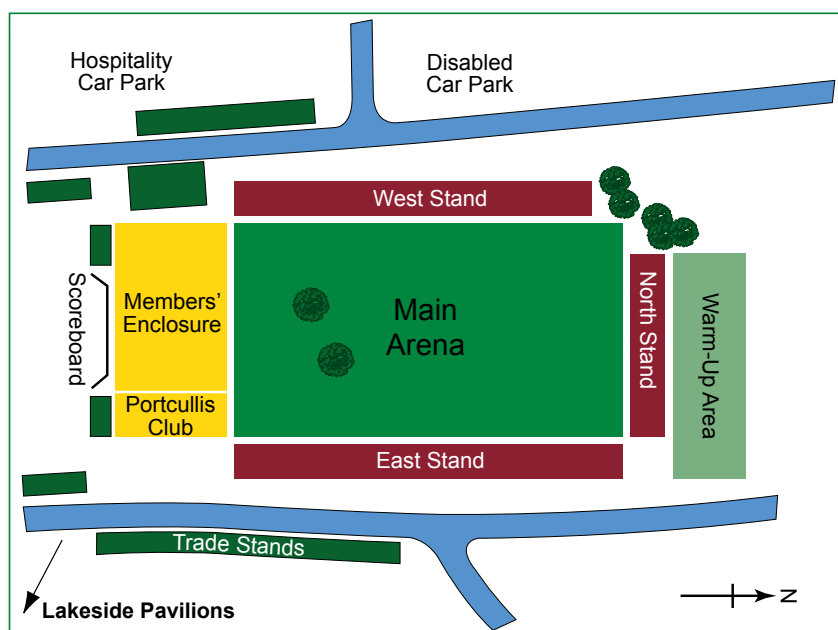 Hospitality
Car Park
Disabled
Car Park
West Stand
Scoreboard
Members’
Enclosure
Main
Arena
North Stand
Warm-Up Area
Portcullis
Club
East Stand
Trade Stands
Lakeside Pavilions
N